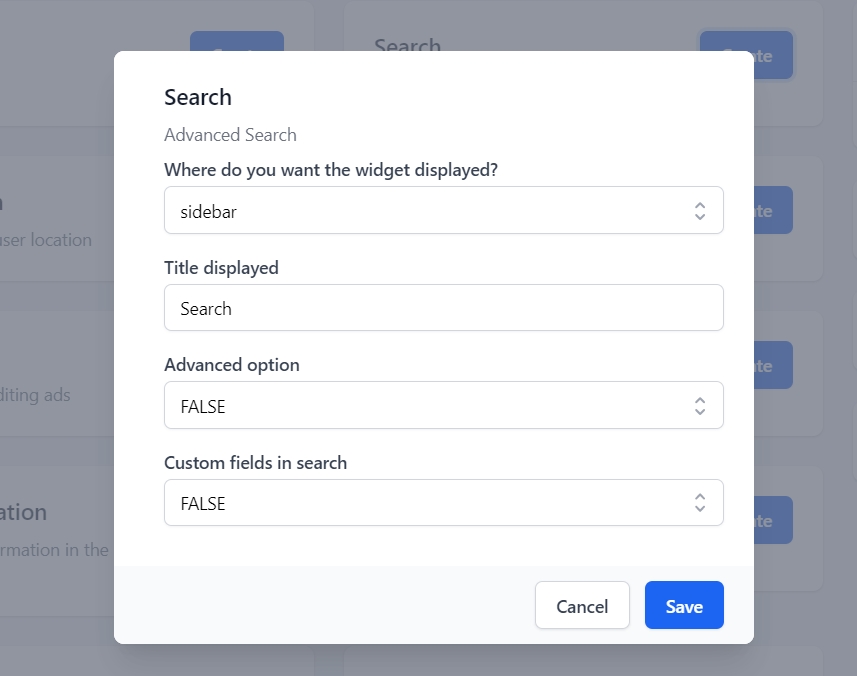 Search
Search
Advanced Search
Where do you want the widget displayed?
sidebar
Title displayed
Search
Advanced option
FALSE
Custom fields in search
FALSE
Cancel
Save
user location
diting ads
ation
rmation in the